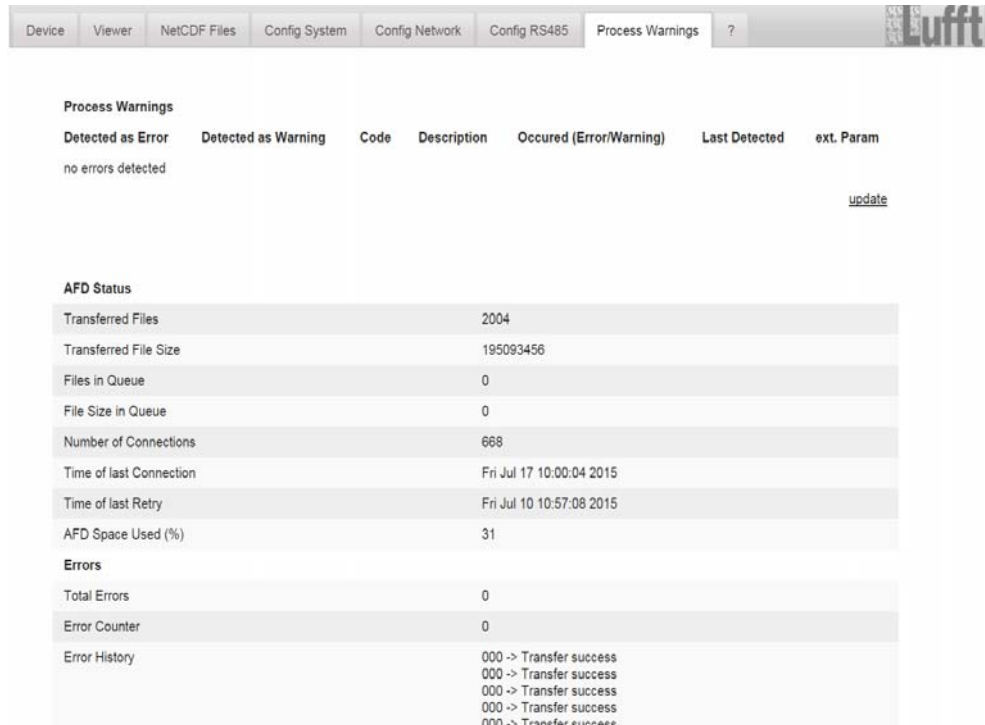 Device Viewer NetCDF Files Config System Config Network Config RS485 Process Warnings ? Lufft
Process Warnings
Detected as Error Detected as Warning Code Description Occured (Error/Warning) Last Detected ext. Param
no errors detected
update
AFD Status
Transferred Files 2004
Transferred File Size 195093456
Files in Queue 0
File Size in Queue 0
Number of Connections 668
Time of last Connection Fri Jul 17 10:00:04 2015
Time of last Retry Fri Jul 10 10:57:08 2015
AFD Space Used (%) 31
Errors
Total Errors 0
Error Counter 0
Error History 000 -> Transfer success
000 -> Transfer success
000 -> Transfer success
000 -> Transfer success
000 -> Transfer success